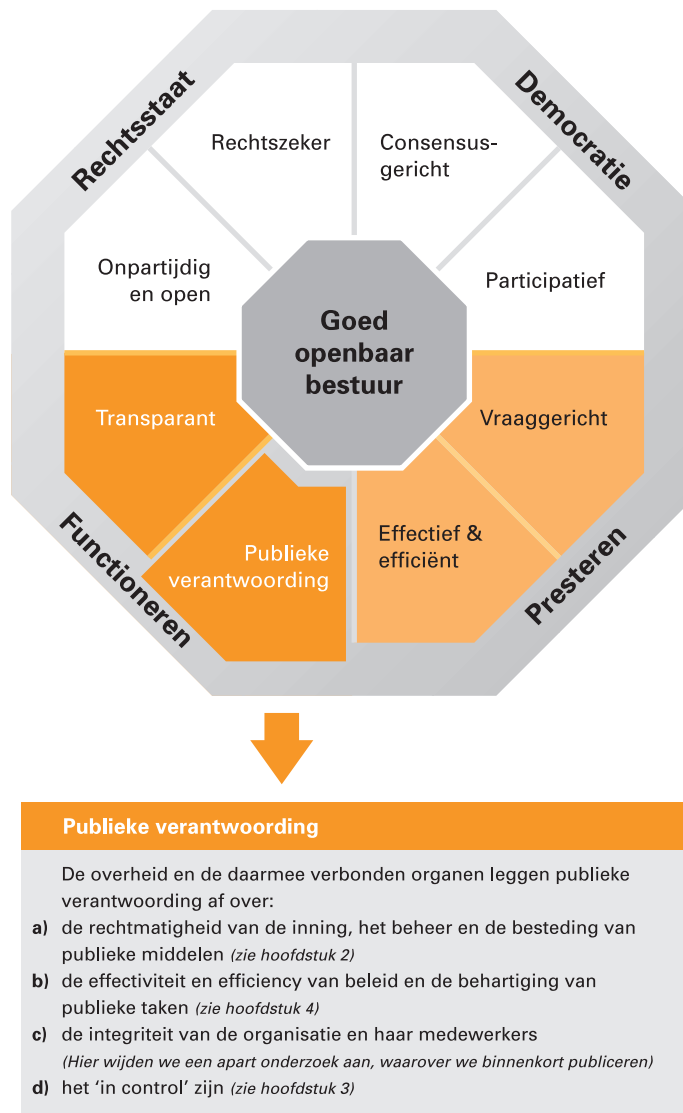 Rechtsstaat
Democratie
Rechtszeker
Consensus-
gericht
Onpartijdig
en open
Participatief
Goed
openbaar
bestuur
Transparant
Vraaggericht
Publieke
verantwoording
Effectief &
efficiënt
Functioneren
Presteren
Publieke verantwoording
De overheid en de daarmee verbonden organen leggen publieke
verantwoording af over:
a) de rechtmatigheid van de inning, het beheer en de besteding van
publieke middelen (zie hoofdstuk 2)
b) de effectiviteit en efficiency van beleid en de behartiging van
publieke taken (zie hoofdstuk 4)
c) de integriteit van de organisatie en haar medewerkers
(Hier wijden we een apart onderzoek aan, waarover we binnenkort publiceren)
d) het ‘in control’ zijn (zie hoofdstuk 3)